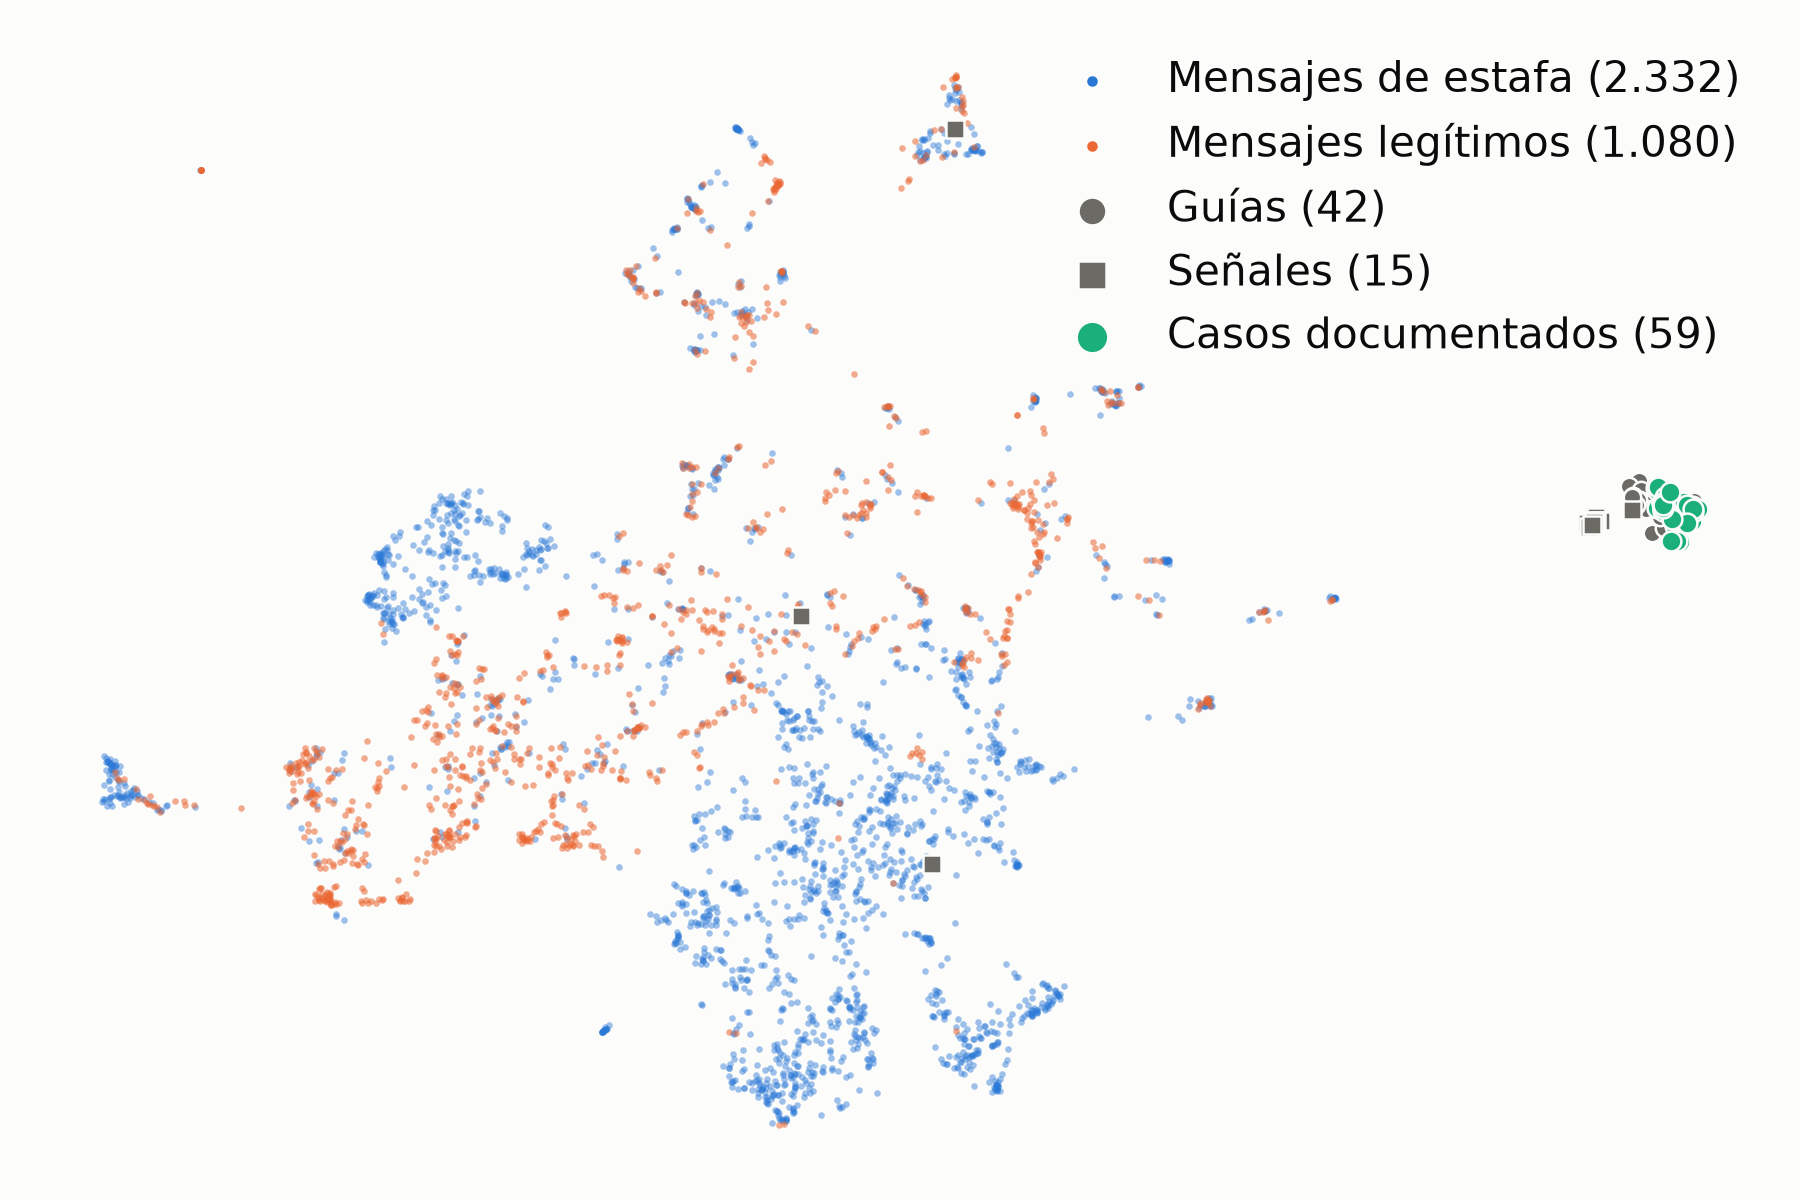 Mensajes de estafa (2.332)
Mensajes legítimos (1.080)
Guías (42)
Señales (15)
Casos documentados (59)